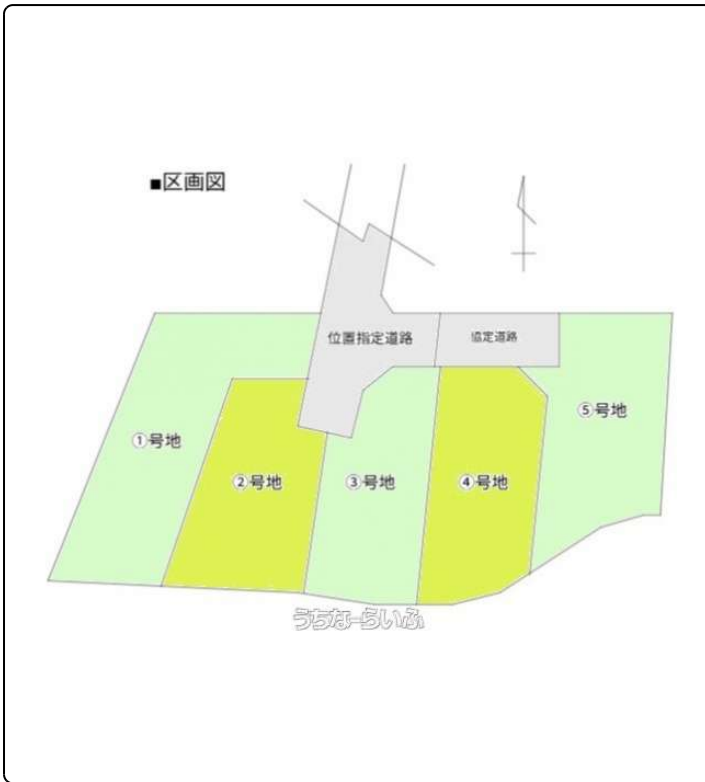 ■区画図
位置指定道路
協定道路
①号地
②号地
③号地
④号地
⑤号地
うちなーらいふ